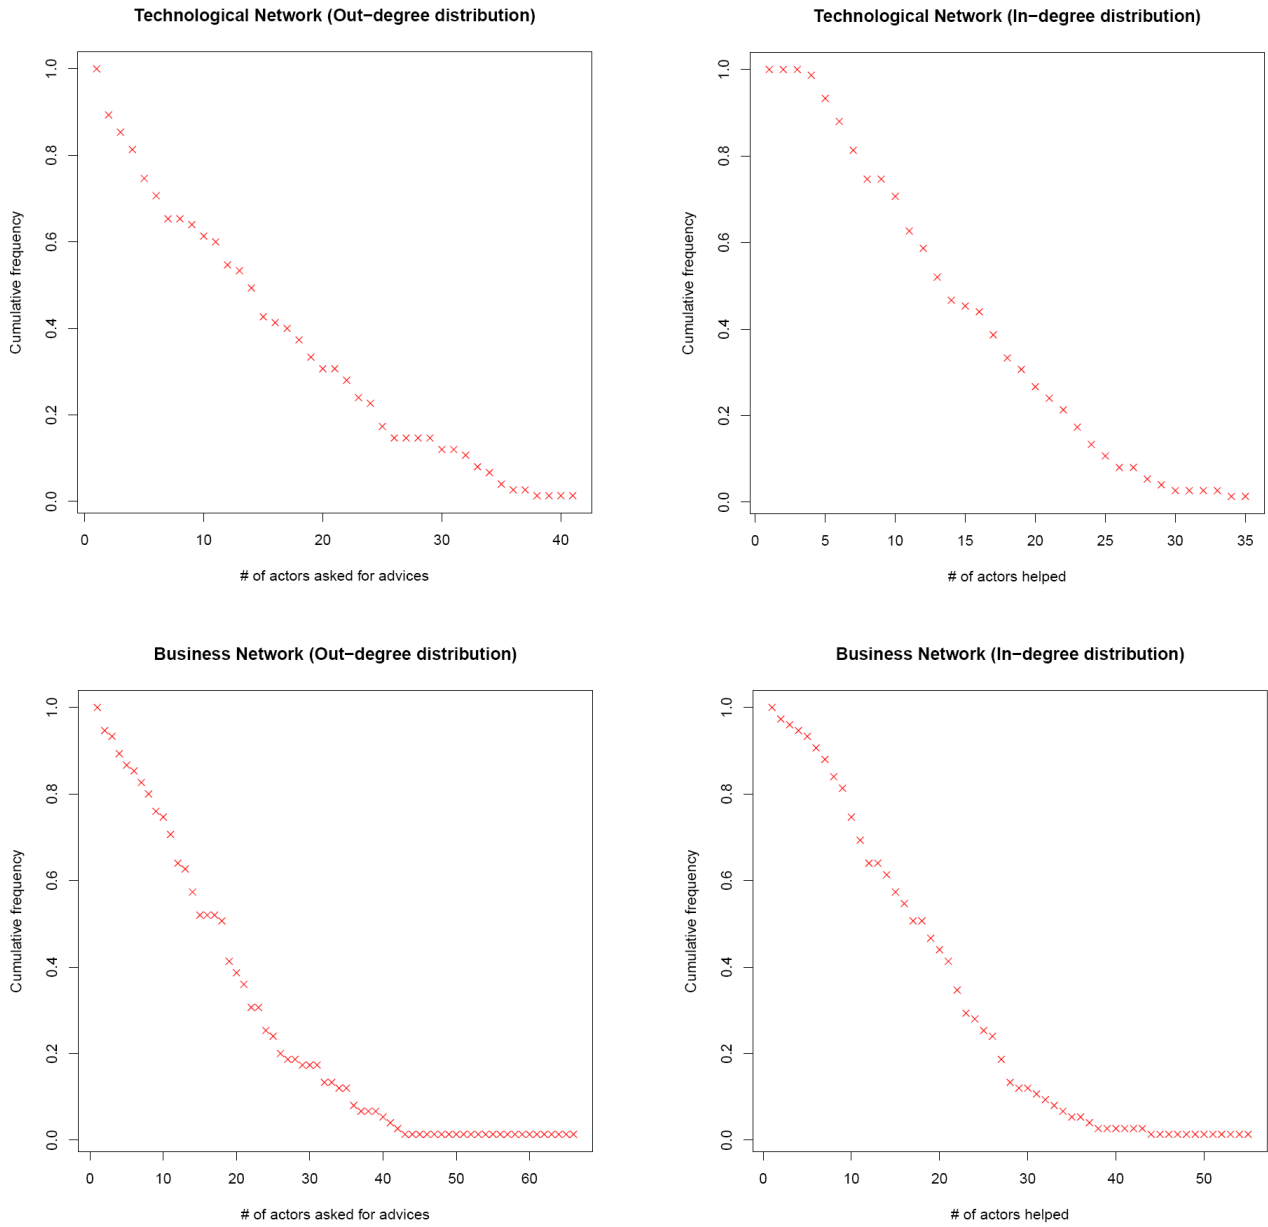 Technological Network (Out−degree distribution)
Cumulative frequency
1.0
0.8
0.6
0.4
0.2
0.0
0 10 20 30 40
# of actors asked for advices
Technological Network (In−degree distribution)
Cumulative frequency
1.0
0.8
0.6
0.4
0.2
0.0
0 5 10 15 20 25 30 35
# of actors helped
Business Network (Out−degree distribution)
Cumulative frequency
1.0
0.8
0.6
0.4
0.2
0.0
0 10 20 30 40 50 60
# of actors asked for advices
Business Network (In−degree distribution)
Cumulative frequency
1.0
0.8
0.6
0.4
0.2
0.0
0 10 20 30 40 50
# of actors helped